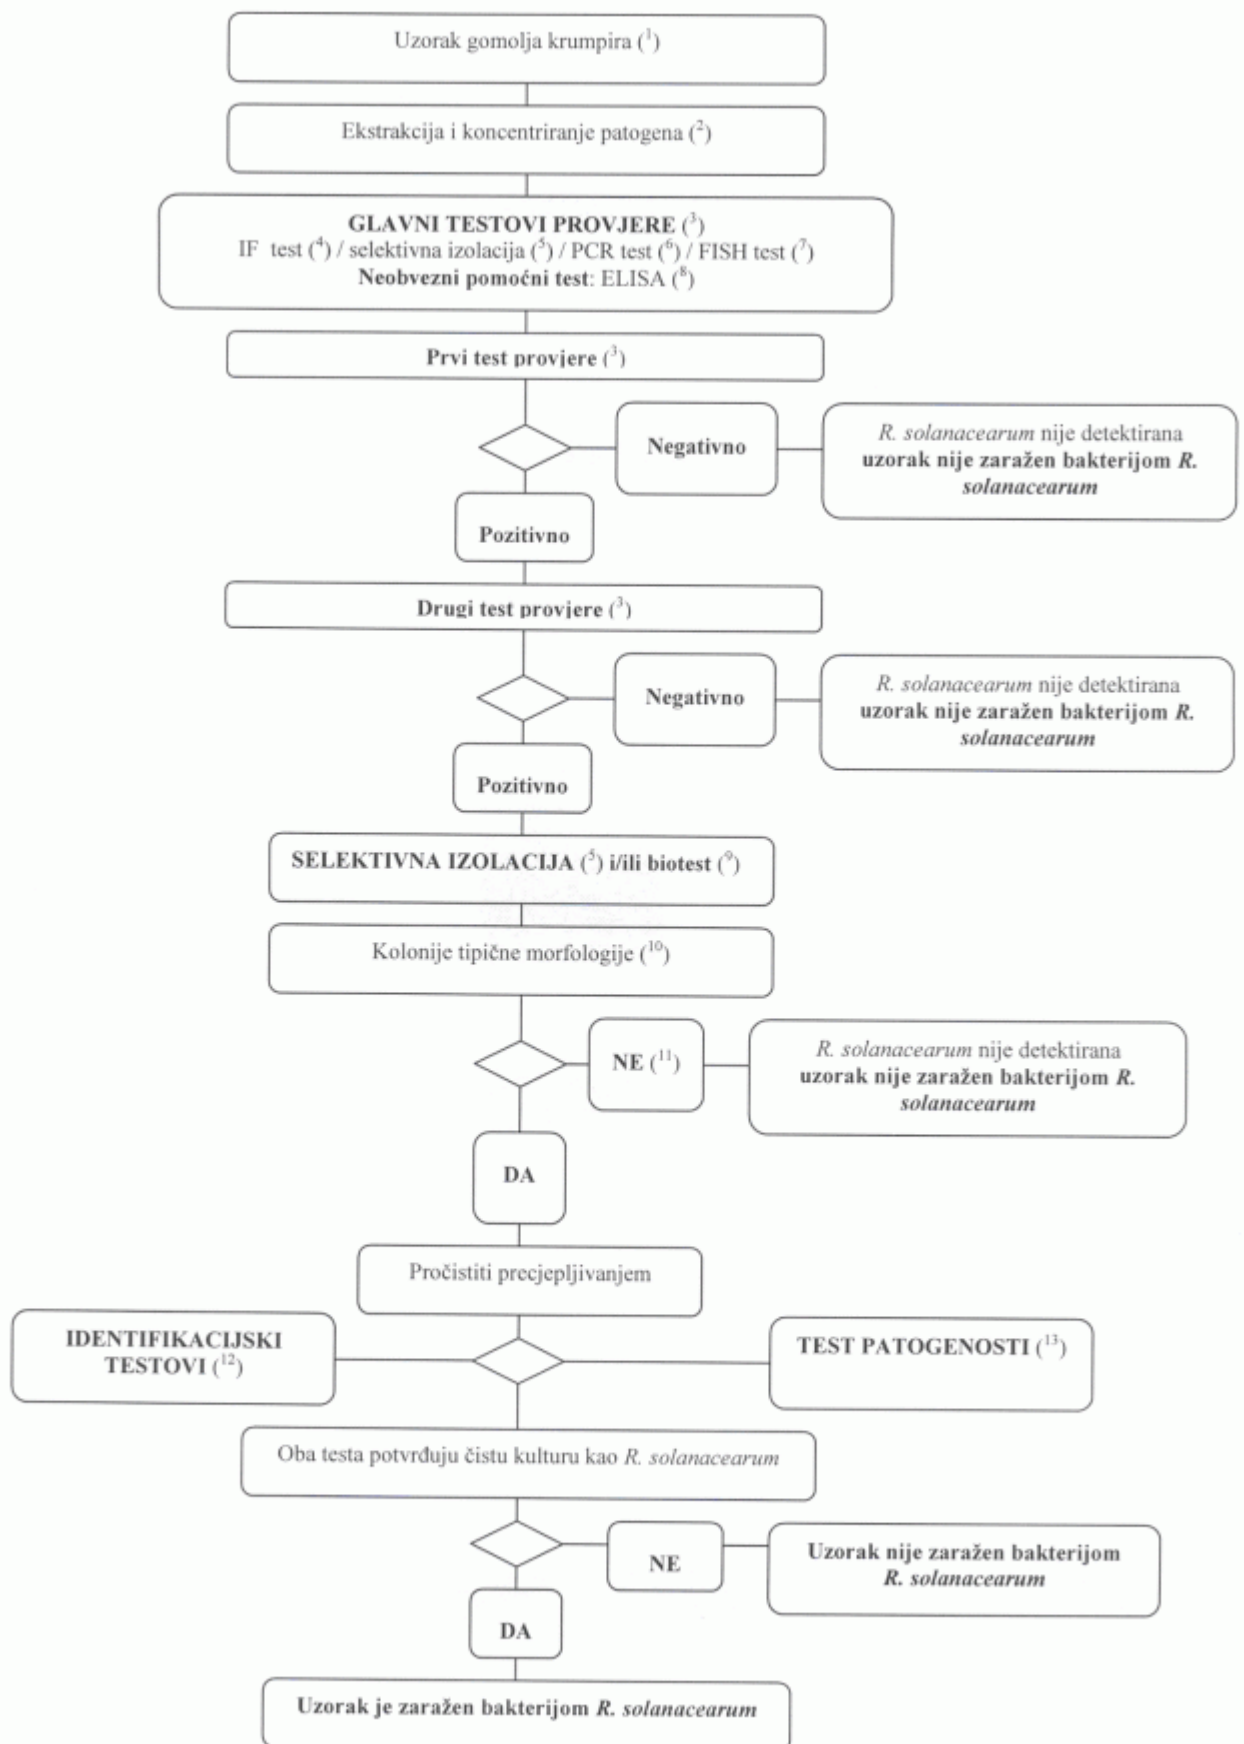 Uzorak gomolja krumpira (¹)
Ekstrakcija i koncentriranje patogena (²)
GLAVNI TESTOVI PROVJERE (³)
IF test (⁴) / selektivna izolacija (⁵) / PCR test (⁶) / FISH test (⁷)
Neobvezni pomoćni test: ELISA (⁸)
Prvi test provjere (³)
Negativno
R. solanacearum nije detektirana
uzorak nije zaražen bakterijom R.
solanacearum
Pozitivno
Drugi test provjere (³)
Negativno
R. solanacearum nije detektirana
uzorak nije zaražen bakterijom R.
solanacearum
Pozitivno
SELEKTIVNA IZOLACIJA (⁵) i/ili biotest (⁹)
Kolonije tipične morfologije (¹⁰)
NE (¹¹)
R. solanacearum nije detektirana
uzorak nije zaražen bakterijom R.
solanacearum
DA
Pročistiti precjepljivanjem
IDENTIFIKACIJSKI
TESTOVI (¹²)
TEST PATOGENOSTI (¹³)
Oba testa potvrđuju čistu kulturu kao R. solanacearum
NE
Uzorak nije zaražen bakterijom
R. solanacearum
DA
Uzorak je zaražen bakterijom R. solanacearum